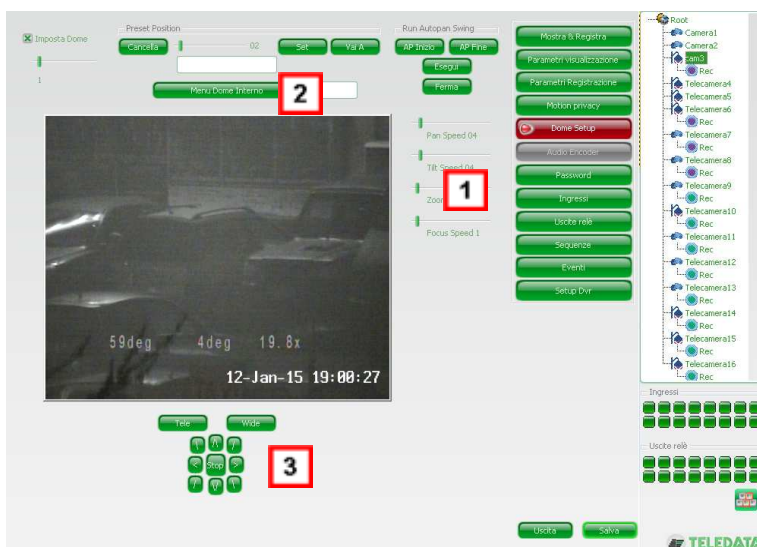 Imposta Dome
1
Preset Position
Cancella
02
Set
Vai A
Menu Dome Interno
2
Run Autopan Swing
AP Inizio
AP Fine
Esegui
Ferma
Pan Speed 04
Tilt Speed 04
1
Focus Speed 1
59deg 4deg 19.8x
12-Jan-15 19:00:27
Tele
Wide
<
Stop
>
3
Mostra & Registra
Parametri visualizzazione
Parametri Registrazione
Motion privacy
Dome Setup
Audio Encoder
Password
Ingressi
Uscite relè
Sequenze
Eventi
Setup Dvr
Uscita
Salva
Root
Camera1
Camera2
cam3
Rec
Telecamera4
Telecamera5
Telecamera6
Rec
Telecamera7
Rec
Telecamera8
Rec
Telecamera9
Rec
Telecamera10
Rec
Telecamera11
Rec
Telecamera12
Rec
Telecamera13
Rec
Telecamera14
Rec
Telecamera15
Rec
Telecamera16
Rec
Ingressi
Uscite relè
TELEDATA